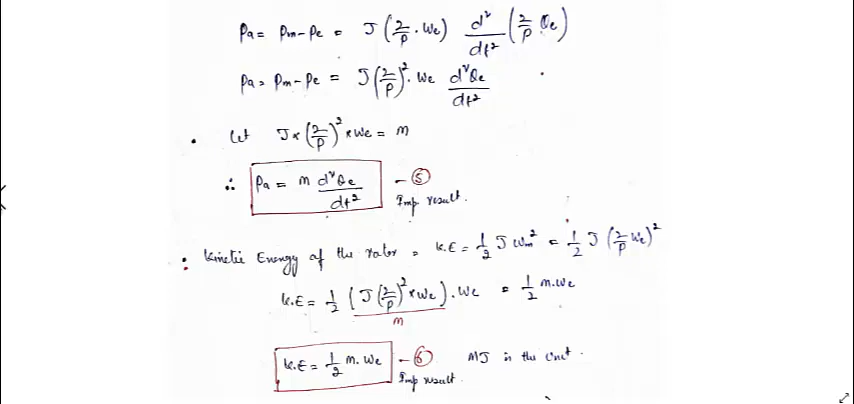 Pa = Pm - Pe = J (2/P · ωe) d²/dt² (2/P θe)
Pa = Pm - Pe = J (2/P)² · ωe d²θe/dt²
• Let J × (2/P)² × ωe = M
∴ Pa = M d²θe/dt² — ⑤
Imp result.
• Kinetic Energy of the rotor = K.E = 1/2 J ωm² = 1/2 J (2/P ωe)²
K.E = 1/2 (J (2/P)² × ωe) · ωe = 1/2 M.ωe
M
K.E = 1/2 M. ωe — ⑥ MJ is the unit.
Imp result.